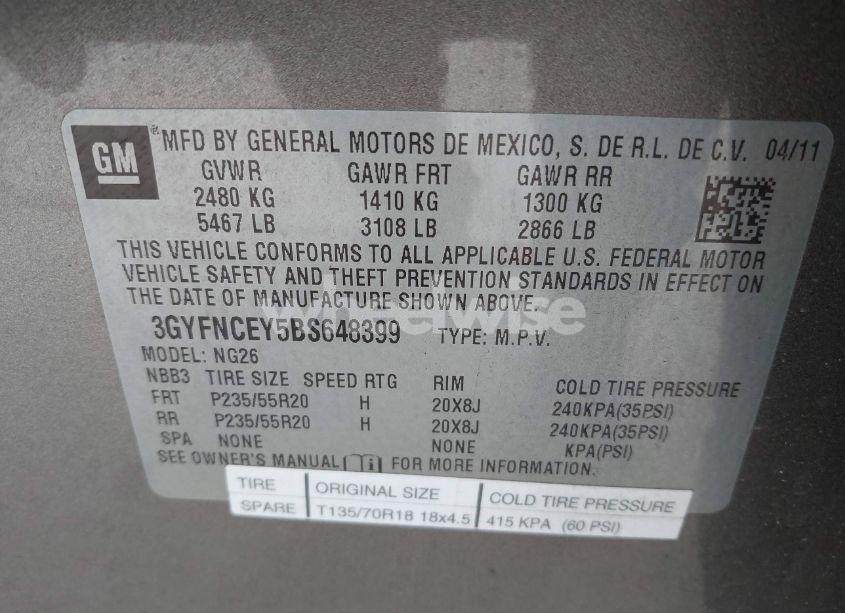 GM ® MFD BY GENERAL MOTORS DE MEXICO, S. DE R.L. DE C.V. 04/11
GVWR GAWR FRT GAWR RR
2480 KG 1410 KG 1300 KG
5467 LB 3108 LB 2866 LB
THIS VEHICLE CONFORMS TO ALL APPLICABLE U.S. FEDERAL MOTOR
VEHICLE SAFETY AND THEFT PREVENTION STANDARDS IN EFFECT ON
THE DATE OF MANUFACTURE SHOWN ABOVE.
wheelwise
3GYFNCEY5BS648399 TYPE: M.P.V.
MODEL: NG26
NBB3 TIRE SIZE SPEED RTG RIM COLD TIRE PRESSURE
FRT P235/55R20 H 20X8J 240KPA(35PSI)
RR P235/55R20 H 20X8J 240KPA(35PSI)
SPA NONE NONE KPA(PSI)
SEE OWNER'S MANUAL FOR MORE INFORMATION.
TIRE ORIGINAL SIZE COLD TIRE PRESSURE
SPARE T135/70R18 18x4.5 415 KPA (60 PSI)